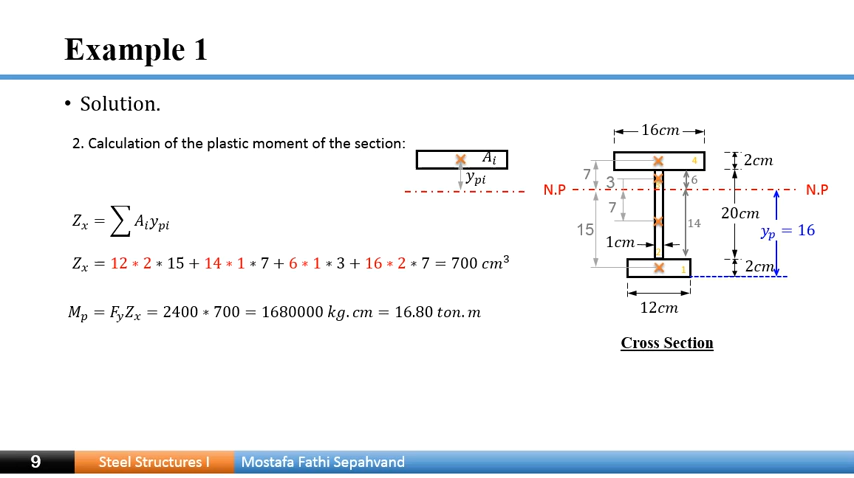 Example 1
• Solution.
2. Calculation of the plastic moment of the section:
A_i
y_pi
Z_x = ∑ A_i y_pi
Z_x = 12 * 2 * 15 + 14 * 1 * 7 + 6 * 1 * 3 + 16 * 2 * 7 = 700 cm³
M_p = F_y Z_x = 2400 * 700 = 1680000 kg.cm = 16.80 ton.m
16cm
4
2cm
7
3
6
N.P
N.P
7
15
14
20cm
y_p = 16
1cm
1
2cm
12cm
Cross Section
9
Steel Structures I
Mostafa Fathi Sepahvand